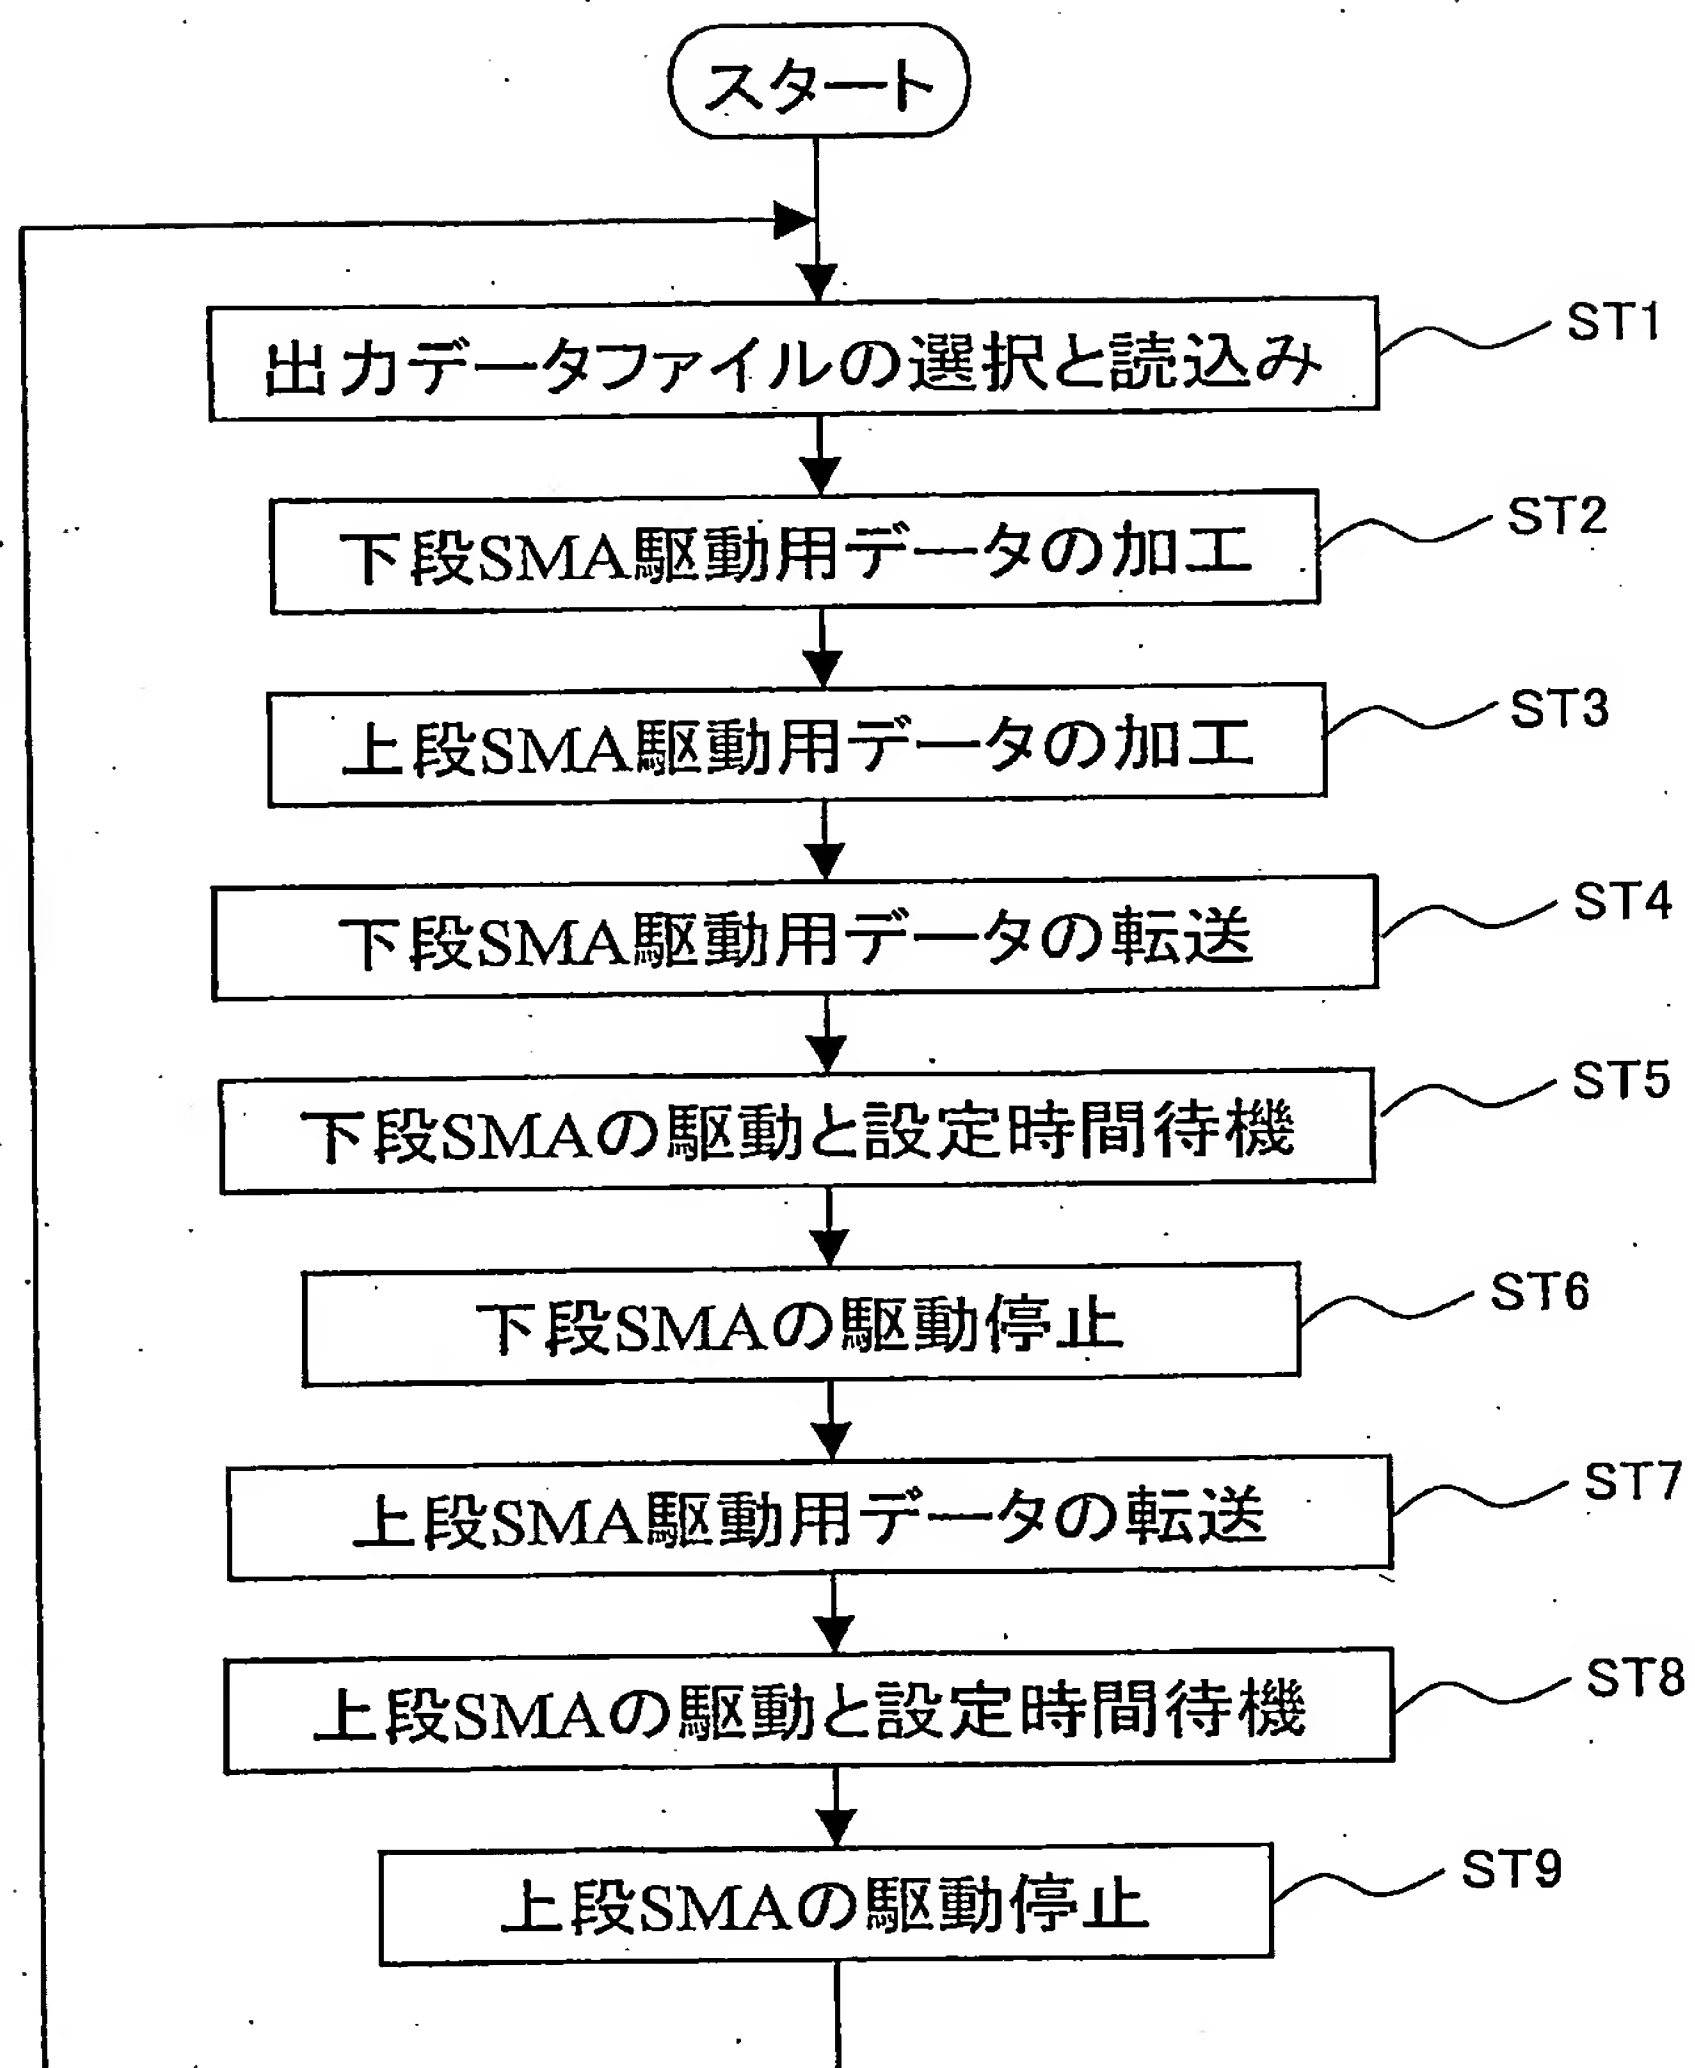 スタート
出力データファイルの選択と読込み ST1
下段SMA駆動用データの加工 ST2
上段SMA駆動用データの加工 ST3
下段SMA駆動用データの転送 ST4
下段SMAの駆動と設定時間待機 ST5
下段SMAの駆動停止 ST6
上段SMA駆動用データの転送 ST7
上段SMAの駆動と設定時間待機 ST8
上段SMAの駆動停止 ST9